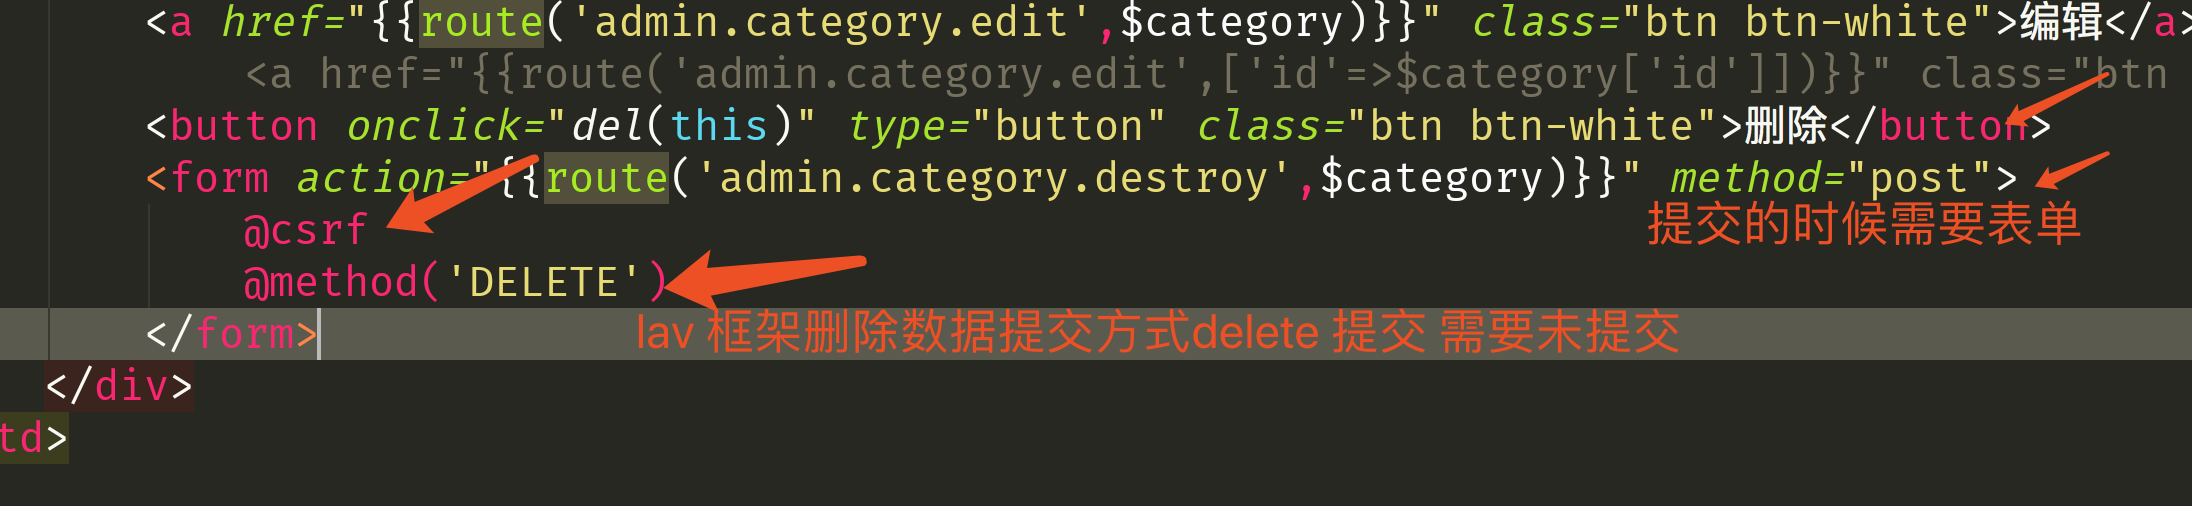 <a href="{{route('admin.category.edit',$category)}}" class="btn btn-white">编辑</a>
<a href="{{route('admin.category.edit',['id'=>$category['id']])}}" class="btn
<button onclick="del(this)" type="button" class="btn btn-white">删除</button>
<form action="{{route('admin.category.destroy',$category)}}" method="post">
@csrf
提交的时候需要表单
@method('DELETE')
</form>
lav 框架删除数据提交方式delete 提交 需要未提交
</div>
td>